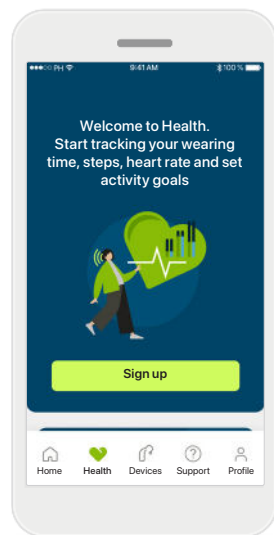 PH
9:41 AM
100 %
Welcome to Health.
Start tracking your wearing
time, steps, heart rate and set
activity goals
Sign up
Home
Health
Devices
Support
Profile